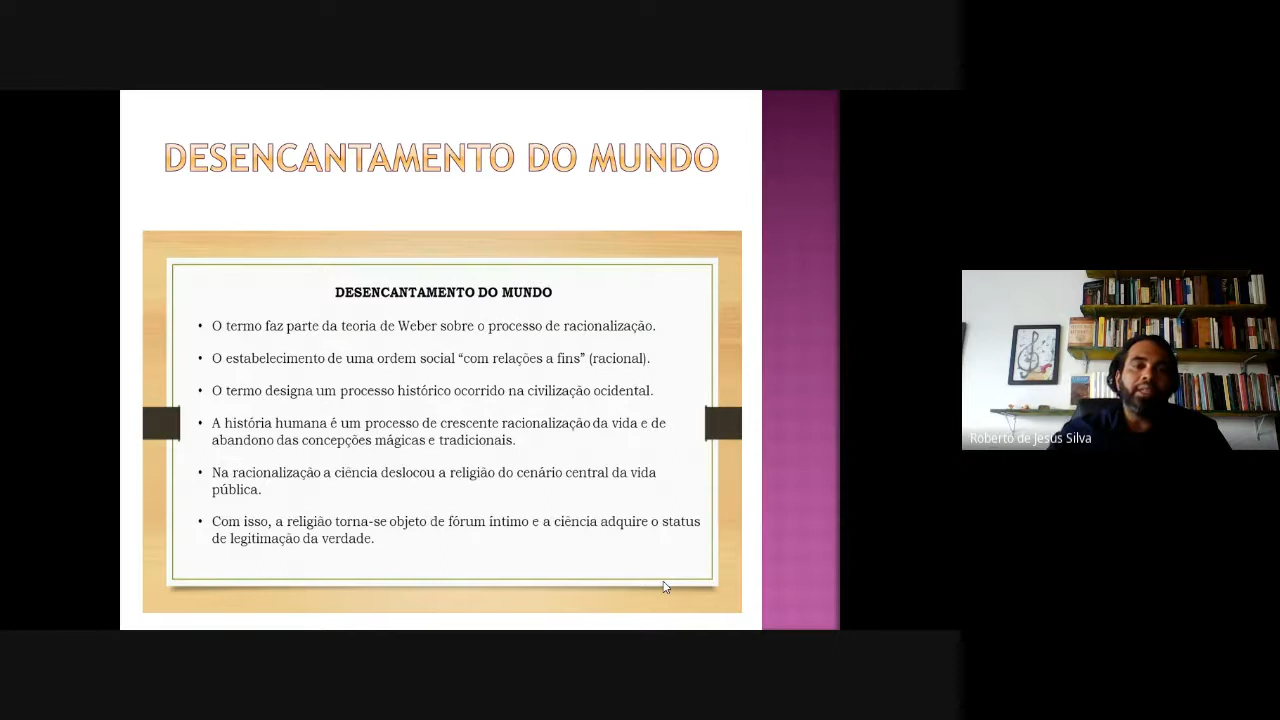 DESENCANTAMENTO DO MUNDO
DESENCANTAMENTO DO MUNDO
• O termo faz parte da teoria de Weber sobre o processo de racionalização.
• O estabelecimento de uma ordem social “com relações a fins” (racional).
• O termo designa um processo histórico ocorrido na civilização ocidental.
• A história humana é um processo de crescente racionalização da vida e de
abandono das concepções mágicas e tradicionais.
• Na racionalização a ciência deslocou a religião do cenário central da vida
pública.
• Com isso, a religião torna-se objeto de fórum íntimo e a ciência adquire o status
de legitimação da verdade.
Roberto de Jesus Silva